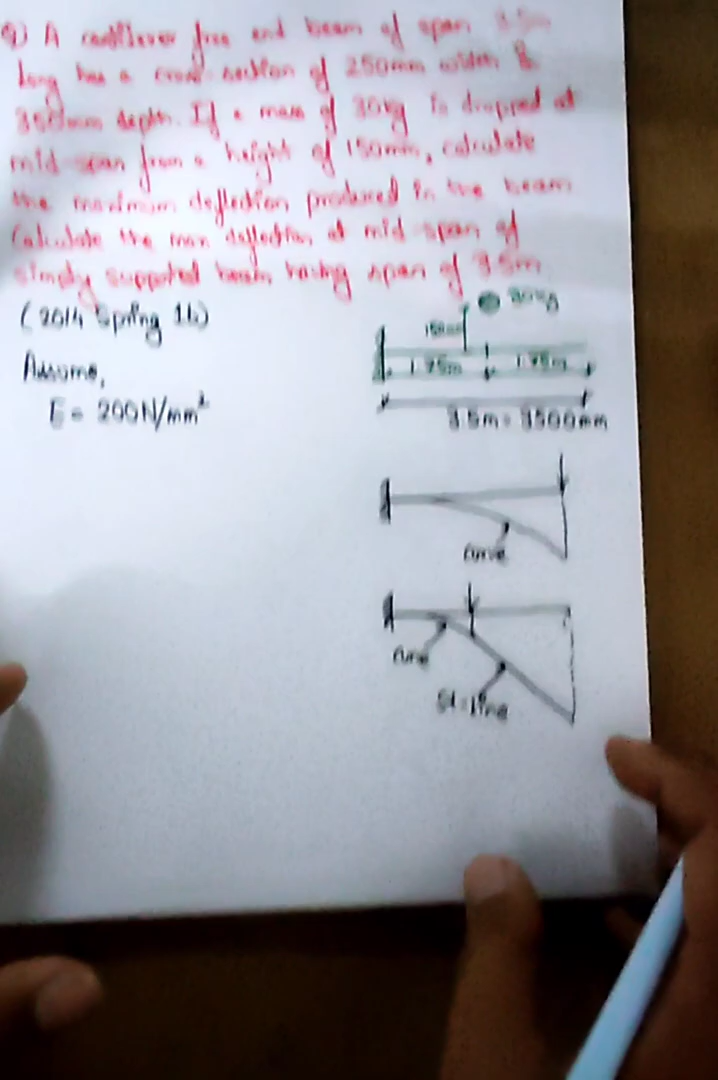 Q) A cantilever free end beam of span 3.5m
long has a cross-section of 250mm width &
350mm depth. If a mass of 30kg is dropped at
mid-span from a height of 150mm, calculate
the maximum deflection produced in the beam
Calculate the max deflection at mid-span of
simply supported beam having span of 3.5m
(2014 Spring 1b)
Assume,
E = 200N/mm²
30kg
150mm
1.75m 1.75m
3.5m = 3500mm
curve
curve
St. line